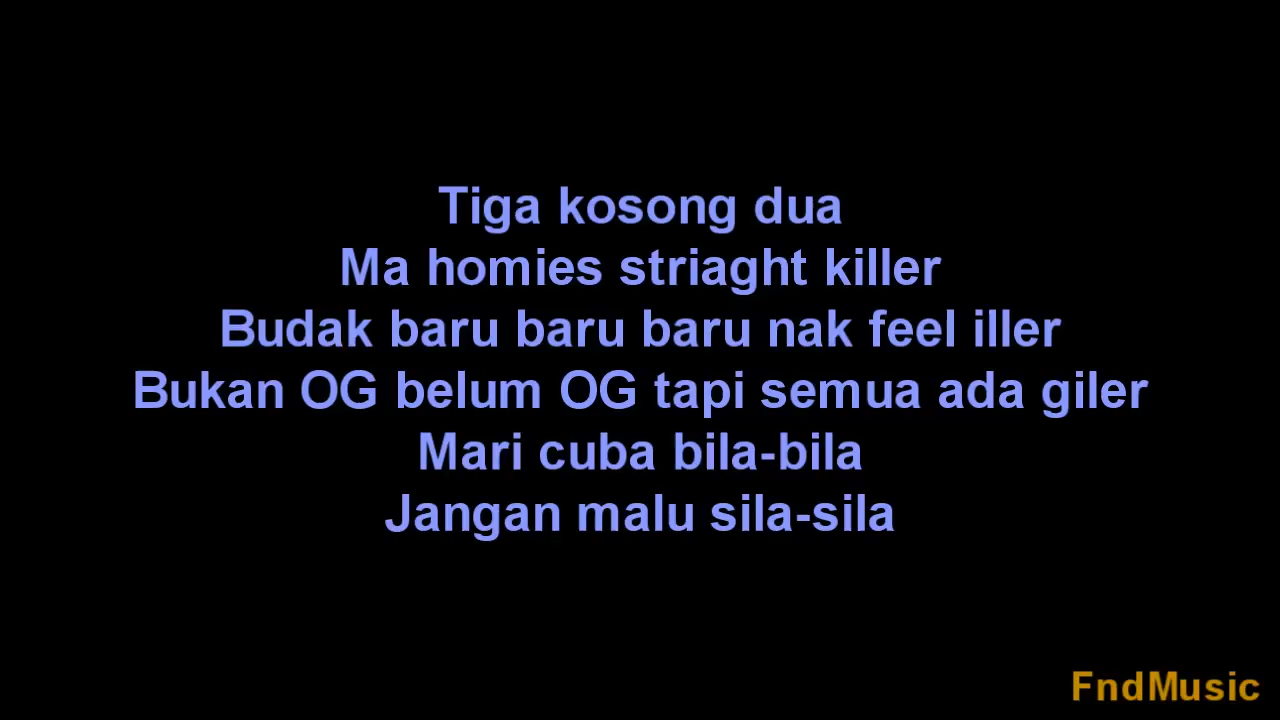 Tiga kosong dua
Ma homies striaght killer
Budak baru baru baru nak feel iller
Bukan OG belum OG tapi semua ada giler
Mari cuba bila-bila
Jangan malu sila-sila
FndMusic